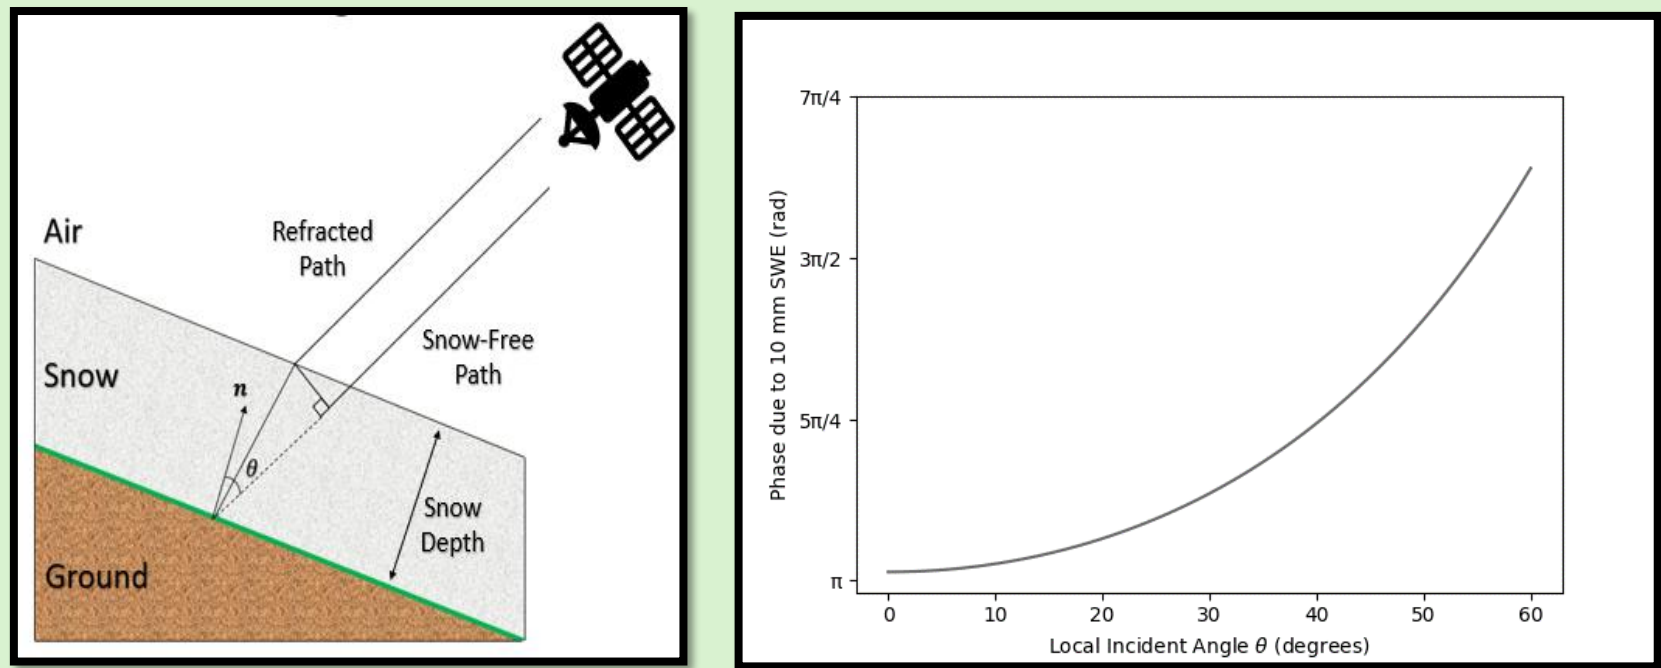 Air
Refracted
Path
Snow-Free
Path
Snow
n
θ
Snow
Depth
Ground
7π/4
3π/2
5π/4
π
Phase due to 10 mm SWE (rad)
0 10 20 30 40 50 60
Local Incident Angle θ (degrees)